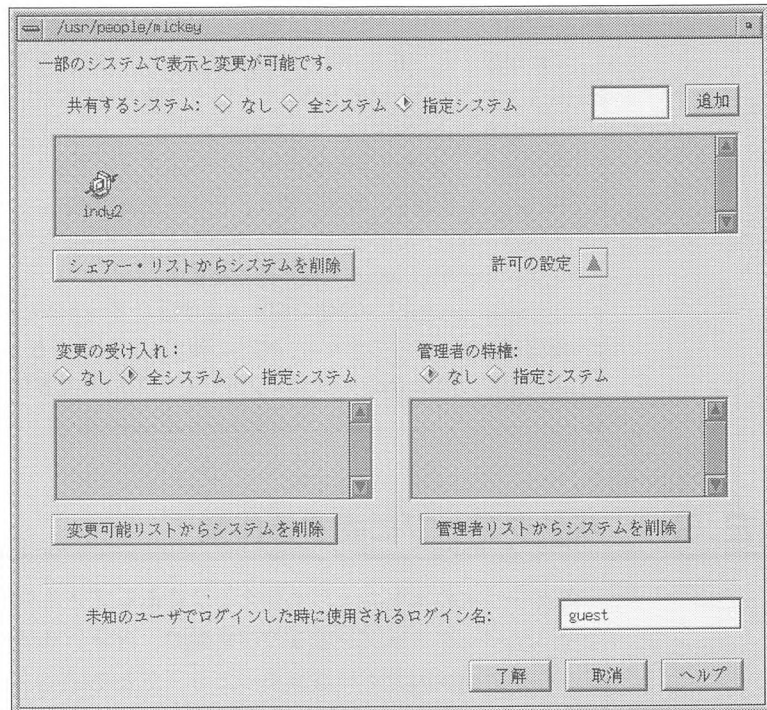 /usr/people/mickey
一部のシステムで表示と変更が可能です。
共有するシステム: なし 全システム 指定システム 追加
indy2
シェアー・リストからシステムを削除 許可の設定
変更の受け入れ：
なし 全システム 指定システム
変更可能リストからシステムを削除
管理者の特権:
なし 指定システム
管理者リストからシステムを削除
未知のユーザでログインした時に使用されるログイン名: guest
了解 取消 ヘルプ